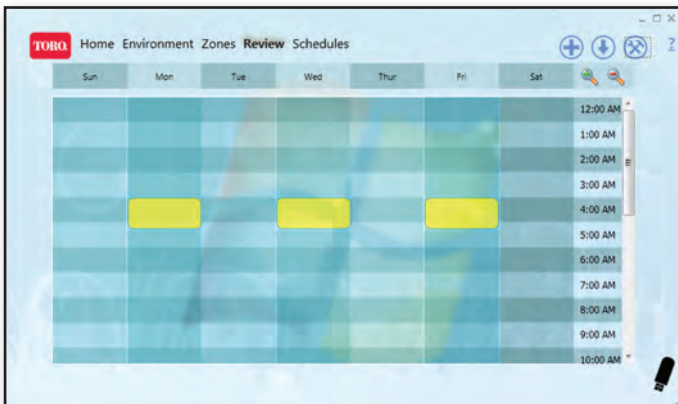 TORO Home Environment Zones Review Schedules ?
Sun Mon Tue Wed Thur Fri Sat
12:00 AM
1:00 AM
2:00 AM
3:00 AM
4:00 AM
5:00 AM
6:00 AM
7:00 AM
8:00 AM
9:00 AM
10:00 AM